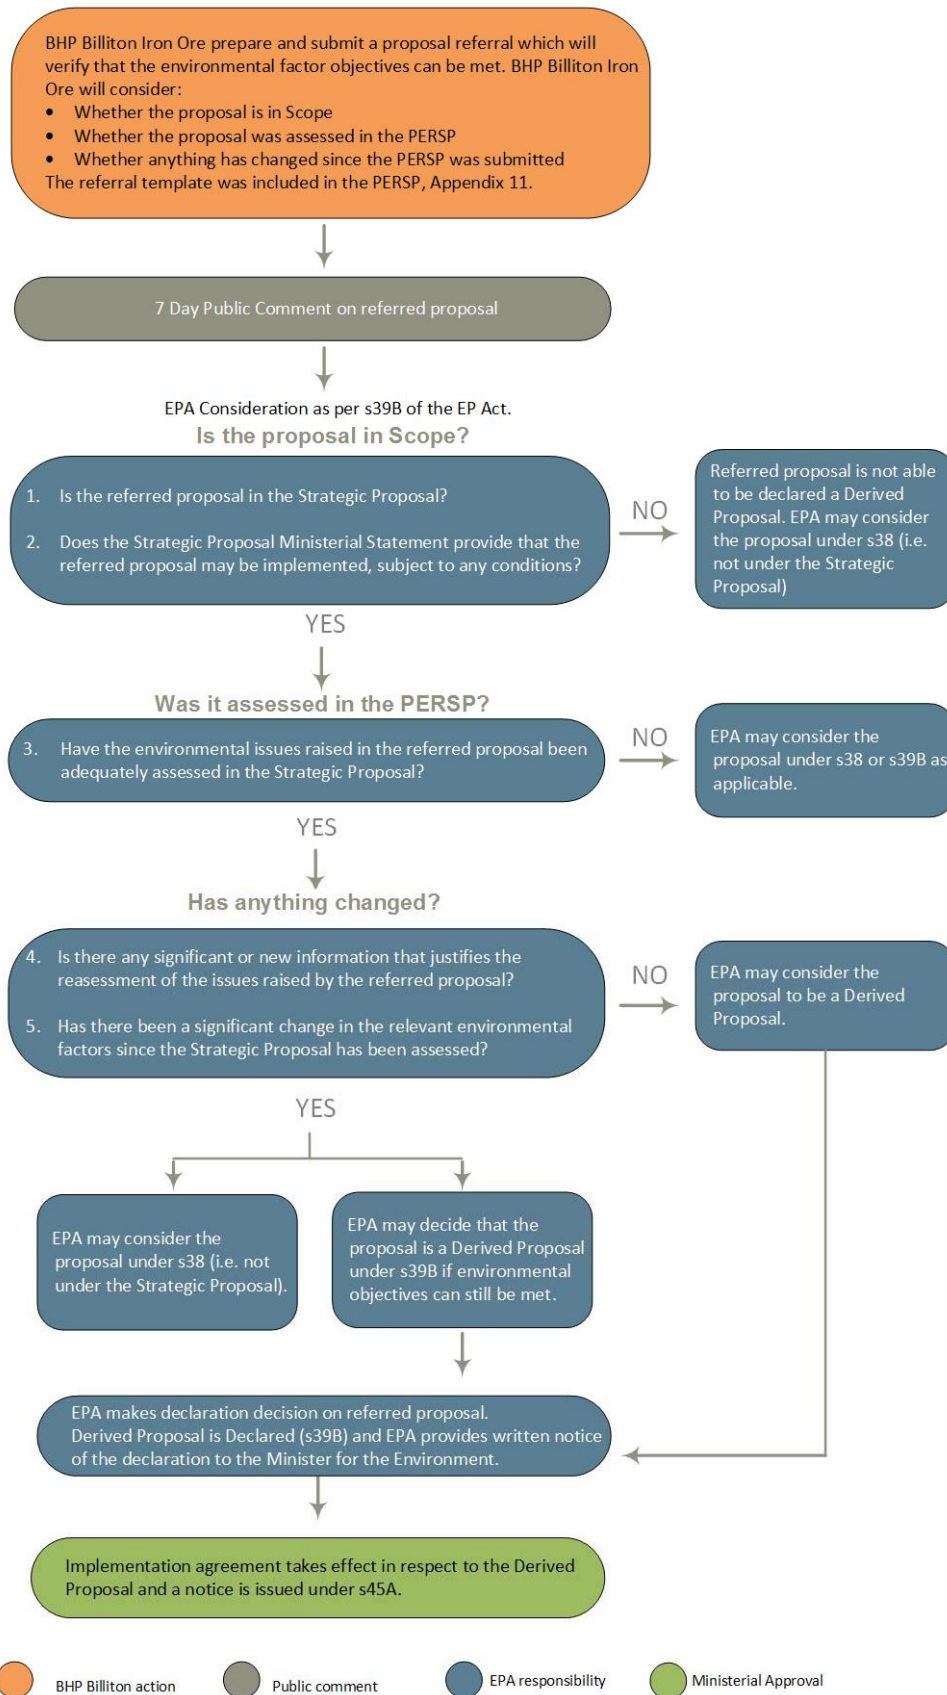 BHP Billiton Iron Ore prepare and submit a proposal referral which will
verify that the environmental factor objectives can be met. BHP Billiton Iron
Ore will consider:
• Whether the proposal is in Scope
• Whether the proposal was assessed in the PERSP
• Whether anything has changed since the PERSP was submitted
The referral template was included in the PERSP, Appendix 11.
7 Day Public Comment on referred proposal
EPA Consideration as per s39B of the EP Act.
Is the proposal in Scope?
1. Is the referred proposal in the Strategic Proposal?
2. Does the Strategic Proposal Ministerial Statement provide that the
referred proposal may be implemented, subject to any conditions?
NO
Referred proposal is not able
to be declared a Derived
Proposal. EPA may consider
the proposal under s38 (i.e.
not under the Strategic
Proposal)
YES
Was it assessed in the PERSP?
3. Have the environmental issues raised in the referred proposal been
adequately assessed in the Strategic Proposal?
NO
EPA may consider the
proposal under s38 or s39B as
applicable.
YES
Has anything changed?
4. Is there any significant or new information that justifies the
reassessment of the issues raised by the referred proposal?
5. Has there been a significant change in the relevant environmental
factors since the Strategic Proposal has been assessed?
NO
EPA may consider the
proposal to be a Derived
Proposal.
YES
EPA may consider the
proposal under s38 (i.e. not
under the Strategic Proposal).
EPA may decide that the
proposal is a Derived Proposal
under s39B if environmental
objectives can still be met.
EPA makes declaration decision on referred proposal.
Derived Proposal is Declared (s39B) and EPA provides written notice
of the declaration to the Minister for the Environment.
Implementation agreement takes effect in respect to the Derived
Proposal and a notice is issued under s45A.
BHP Billiton action
Public comment
EPA responsibility
Ministerial Approval